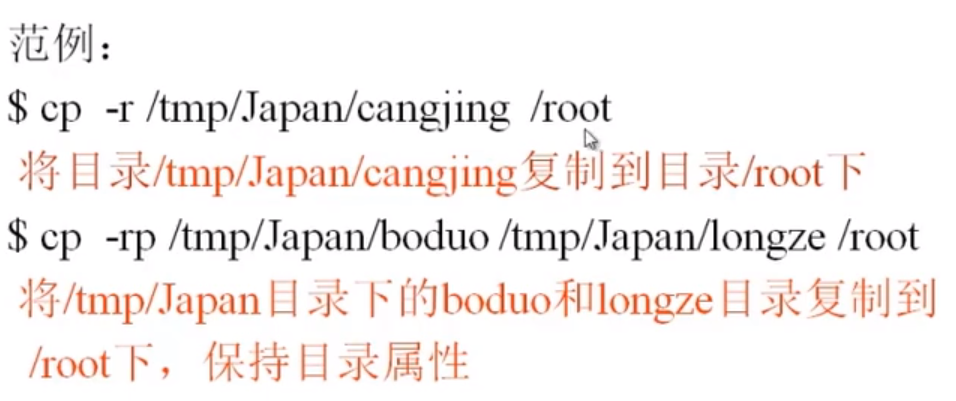 范例：
$ cp -r /tmp/Japan/cangjing /root
将目录/tmp/Japan/cangjing复制到目录/root下
$ cp -rp /tmp/Japan/boduo /tmp/Japan/longze /root
将/tmp/Japan目录下的boduo和longze目录复制到
/root下，保持目录属性